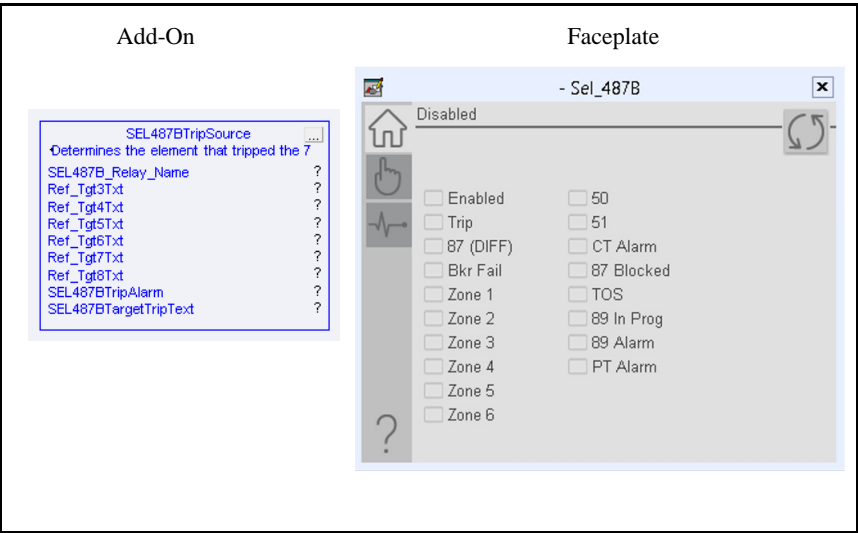 Add-On
Faceplate
SEL487BTripSource
...
Determines the element that tripped the 7
SEL487B_Relay_Name ?
Ref_Tgt3Txt ?
Ref_Tgt4Txt ?
Ref_Tgt5Txt ?
Ref_Tgt6Txt ?
Ref_Tgt7Txt ?
Ref_Tgt8Txt ?
SEL487BTripAlarm ?
SEL487BTargetTripText ?
- Sel_487B
Disabled
Enabled
Trip
87 (DIFF)
Bkr Fail
Zone 1
Zone 2
Zone 3
Zone 4
Zone 5
Zone 6
50
51
CT Alarm
87 Blocked
TOS
89 In Prog
89 Alarm
PT Alarm
?